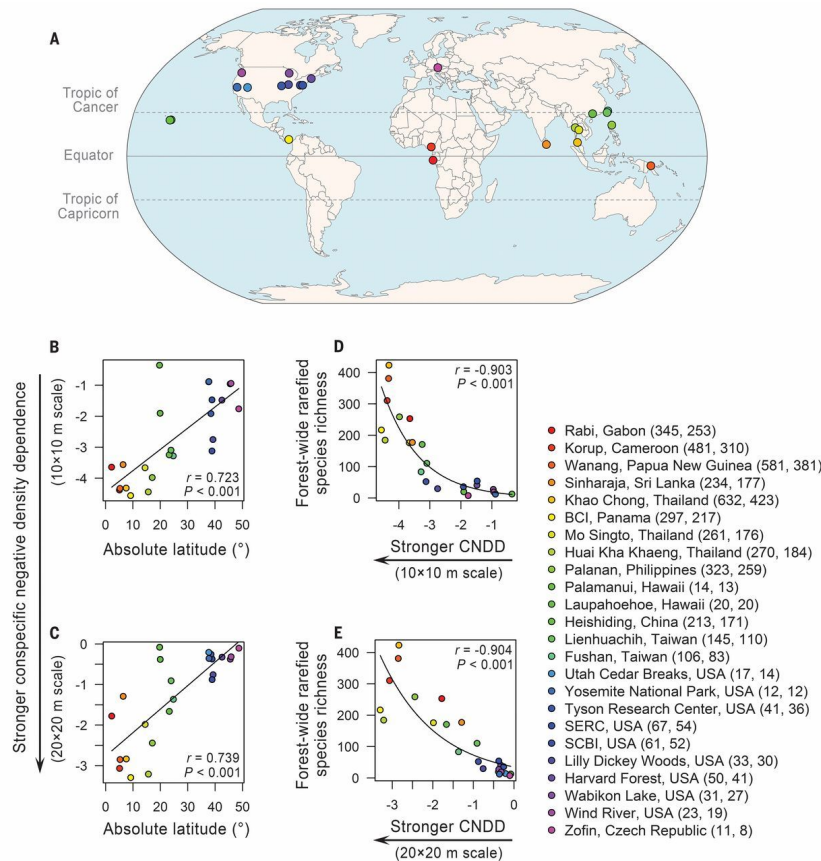 A
Tropic of
Cancer
Equator
Tropic of
Capricorn
Stronger conspecific negative density dependence
B
(10×10 m scale)
-1
-2
-3
-4
r = 0.723
P < 0.001
0 10 20 30 40 50
Absolute latitude (°)
C
(20×20 m scale)
0
-1
-2
-3
r = 0.739
P < 0.001
0 10 20 30 40 50
Absolute latitude (°)
D
Forest-wide rarefied
species richness
400
300
200
100
0
r = -0.903
P < 0.001
-4 -3 -2 -1
Stronger CNDD
(10×10 m scale)
E
Forest-wide rarefied
species richness
400
300
200
100
0
r = -0.904
P < 0.001
-3 -2 -1 0
Stronger CNDD
(20×20 m scale)
Rabi, Gabon (345, 253)
Korup, Cameroon (481, 310)
Wanang, Papua New Guinea (581, 381)
Sinharaja, Sri Lanka (234, 177)
Khao Chong, Thailand (632, 423)
BCI, Panama (297, 217)
Mo Singto, Thailand (261, 176)
Huai Kha Khaeng, Thailand (270, 184)
Palanan, Philippines (323, 259)
Palamanui, Hawaii (14, 13)
Laupahoehoe, Hawaii (20, 20)
Heishiding, China (213, 171)
Lienhuachih, Taiwan (145, 110)
Fushan, Taiwan (106, 83)
Utah Cedar Breaks, USA (17, 14)
Yosemite National Park, USA (12, 12)
Tyson Research Center, USA (41, 36)
SERC, USA (67, 54)
SCBI, USA (61, 52)
Lilly Dickey Woods, USA (33, 30)
Harvard Forest, USA (50, 41)
Wabikon Lake, USA (31, 27)
Wind River, USA (23, 19)
Zofin, Czech Republic (11, 8)